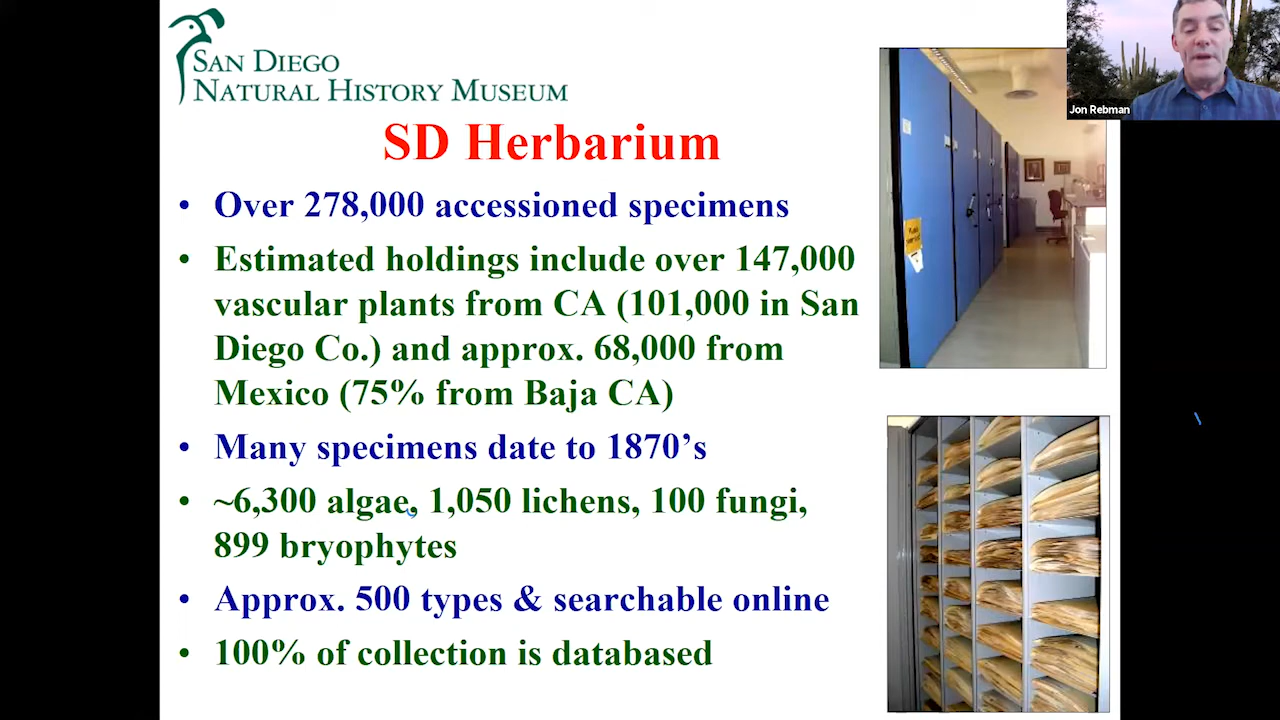 SAN DIEGO
NATURAL HISTORY MUSEUM
SD Herbarium
• Over 278,000 accessioned specimens
• Estimated holdings include over 147,000
vascular plants from CA (101,000 in San
Diego Co.) and approx. 68,000 from
Mexico (75% from Baja CA)
• Many specimens date to 1870’s
• ~6,300 algae, 1,050 lichens, 100 fungi,
899 bryophytes
• Approx. 500 types & searchable online
• 100% of collection is databased
Jon Rebman